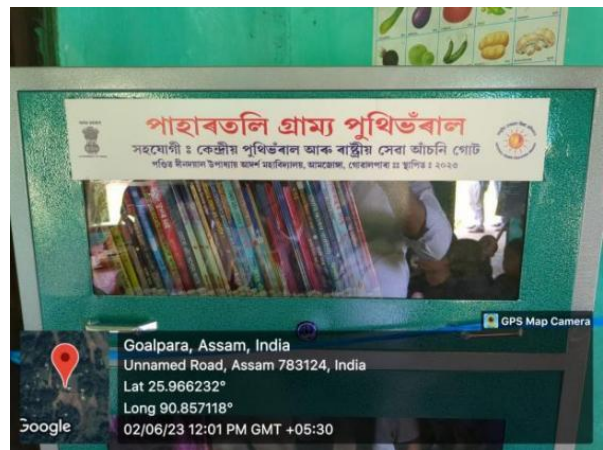 পাহাৰতলি গ্ৰাম্য পুথিভঁৰাল
সহযোগী : কেন্দ্ৰীয় পুথিভঁৰাল আৰু ৰাষ্ট্ৰীয় সেৱা আঁচনি গোট
পণ্ডিত দীনদয়াল উপাধ্যায় আদৰ্শ মহাবিদ্যালয়, আমজোঙা, গোৱালপাৰা ঃঃ স্থাপিত : ২০২৩
GPS Map Camera
Goalpara, Assam, India
Unnamed Road, Assam 783124, India
Lat 25.966232°
Long 90.857118°
02/06/23 12:01 PM GMT +05:30
Google